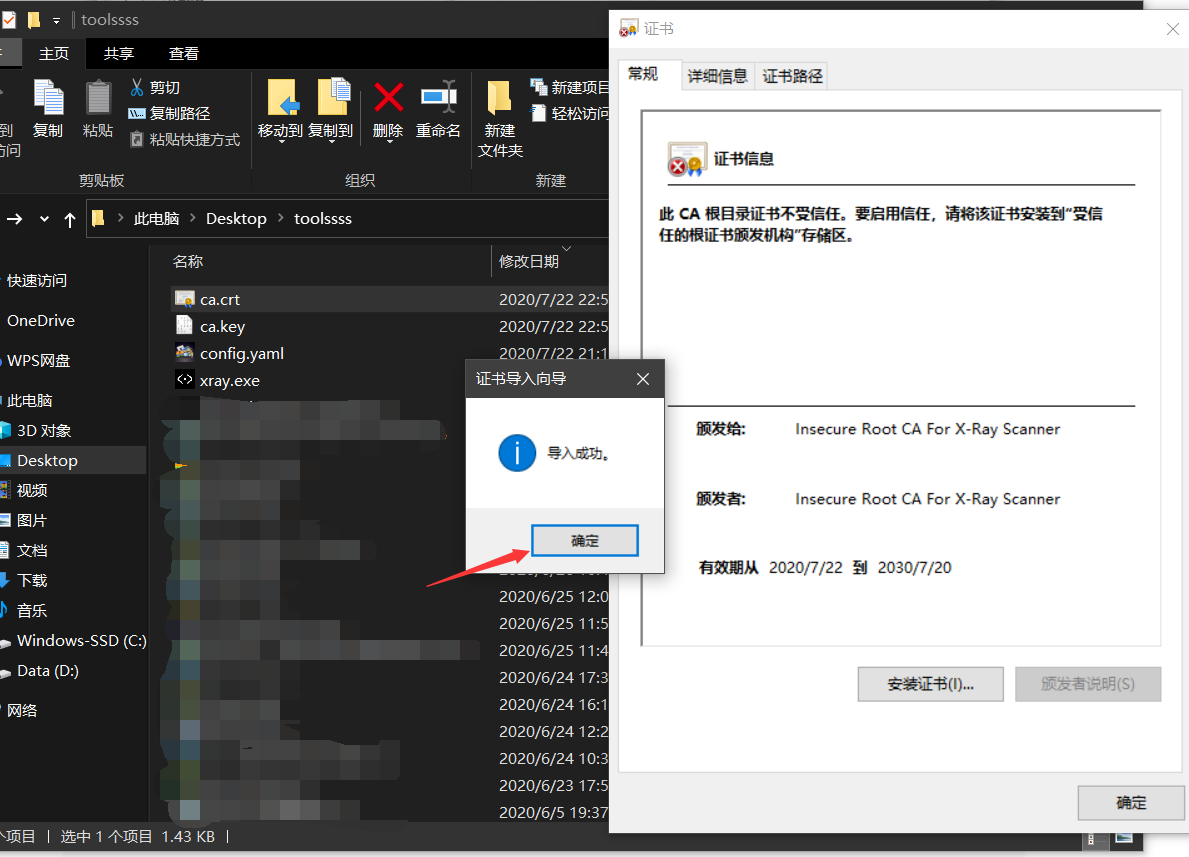 toolssss
主页 共享 查看
复制
粘贴
剪切
复制路径
粘贴快捷方式
剪贴板
移动到
复制到
删除
重命名
组织
新建
文件夹
新建项目
轻松访问
新建
此电脑 Desktop toolssss
名称 修改日期
快速访问
OneDrive
WPS网盘
此电脑
3D 对象
Desktop
视频
图片
文档
下载
音乐
Windows-SSD (C:)
Data (D:)
网络
ca.crt 2020/7/22 22:5
ca.key 2020/7/22 22:5
config.yaml 2020/7/22 21:1
xray.exe
2020/6/25 12:0
2020/6/25 11:5
2020/6/25 11:4
2020/6/24 17:3
2020/6/24 16:1
2020/6/24 12:2
2020/6/24 10:3
2020/6/23 17:5
2020/6/5 19:37
个项目 选中 1 个项目 1.43 KB
证书导入向导
导入成功。
确定
证书
常规 详细信息 证书路径
证书信息
此 CA 根目录证书不受信任。要启用信任，请将该证书安装到“受信
任的根证书颁发机构”存储区。
颁发给: Insecure Root CA For X-Ray Scanner
颁发者: Insecure Root CA For X-Ray Scanner
有效期从 2020/7/22 到 2030/7/20
安装证书(I)... 颁发者说明(S)
确定